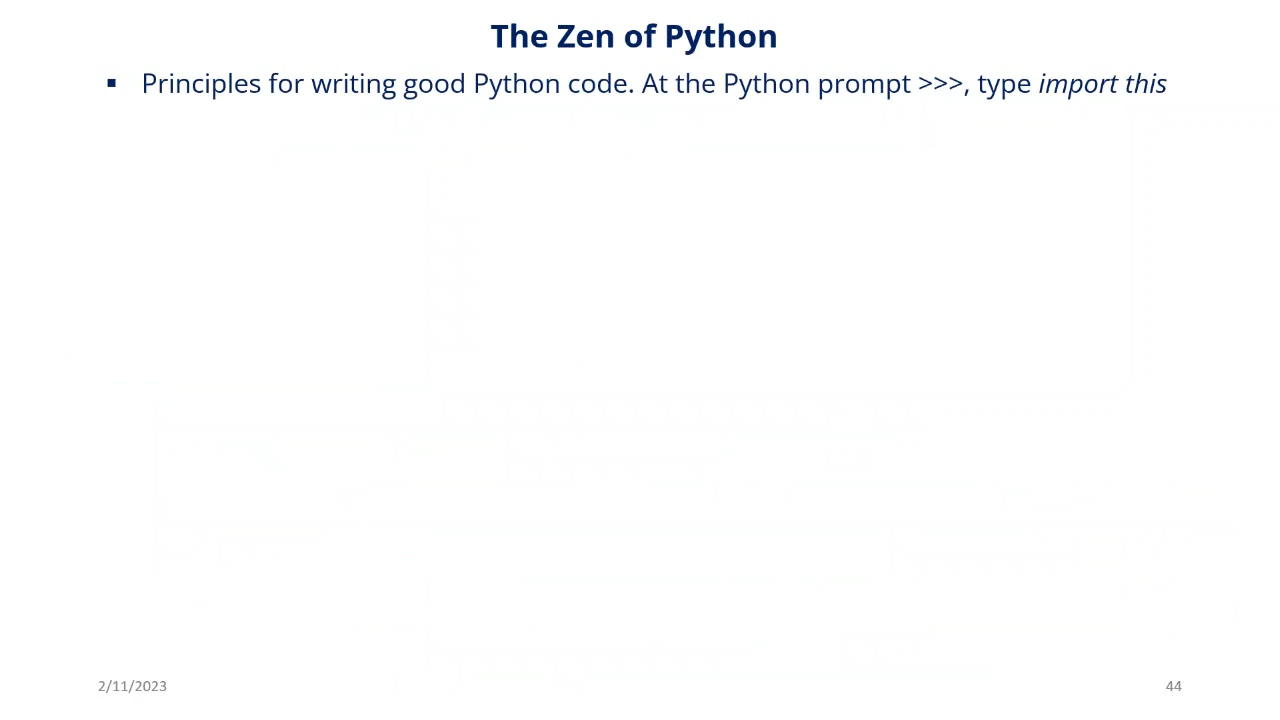 The Zen of Python
▪ Principles for writing good Python code. At the Python prompt >>>, type import this
2/11/2023
44